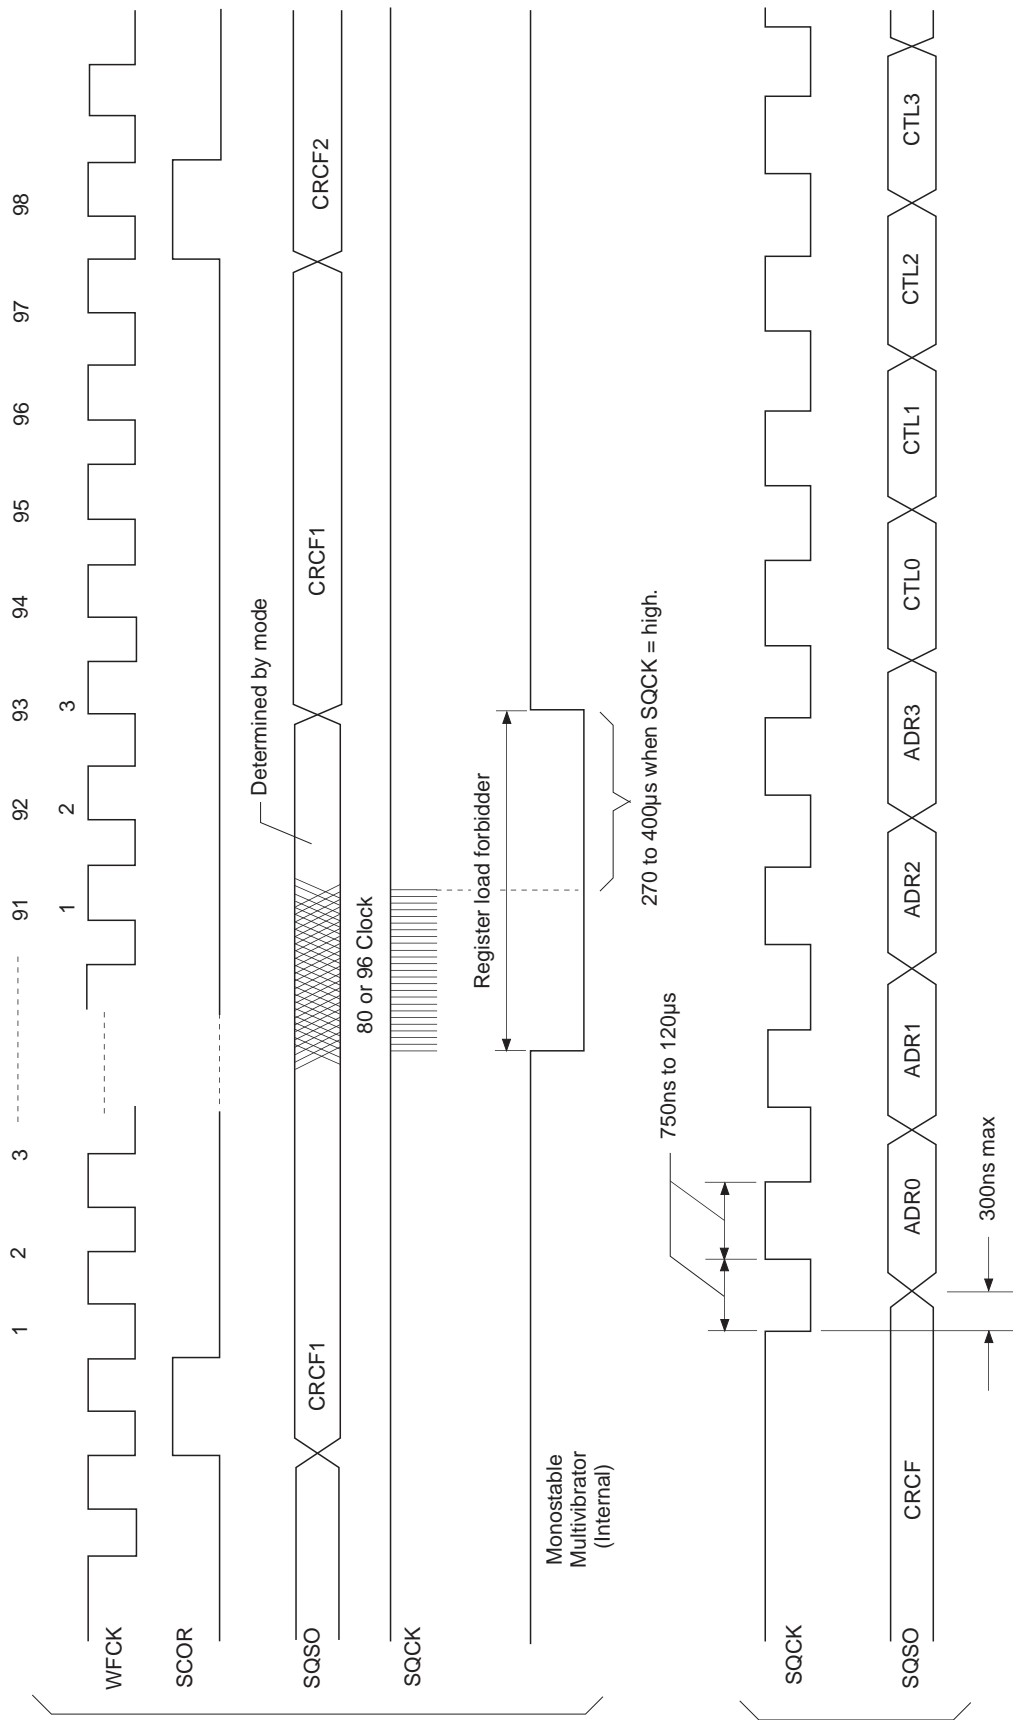 1 2 3 91 92 93 94 95 96 97 98
1 2 3
WFCK
SCOR
Determined by mode
SQSO
CRCF1
CRCF1
CRCF2
80 or 96 Clock
SQCK
Register load forbidder
Monostable
Multivibrator
(Internal)
270 to 400μs when SQCK = high.
750ns to 120μs
SQCK
SQSO
CRCF
ADR0
ADR1
ADR2
ADR3
CTL0
CTL1
CTL2
CTL3
300ns max